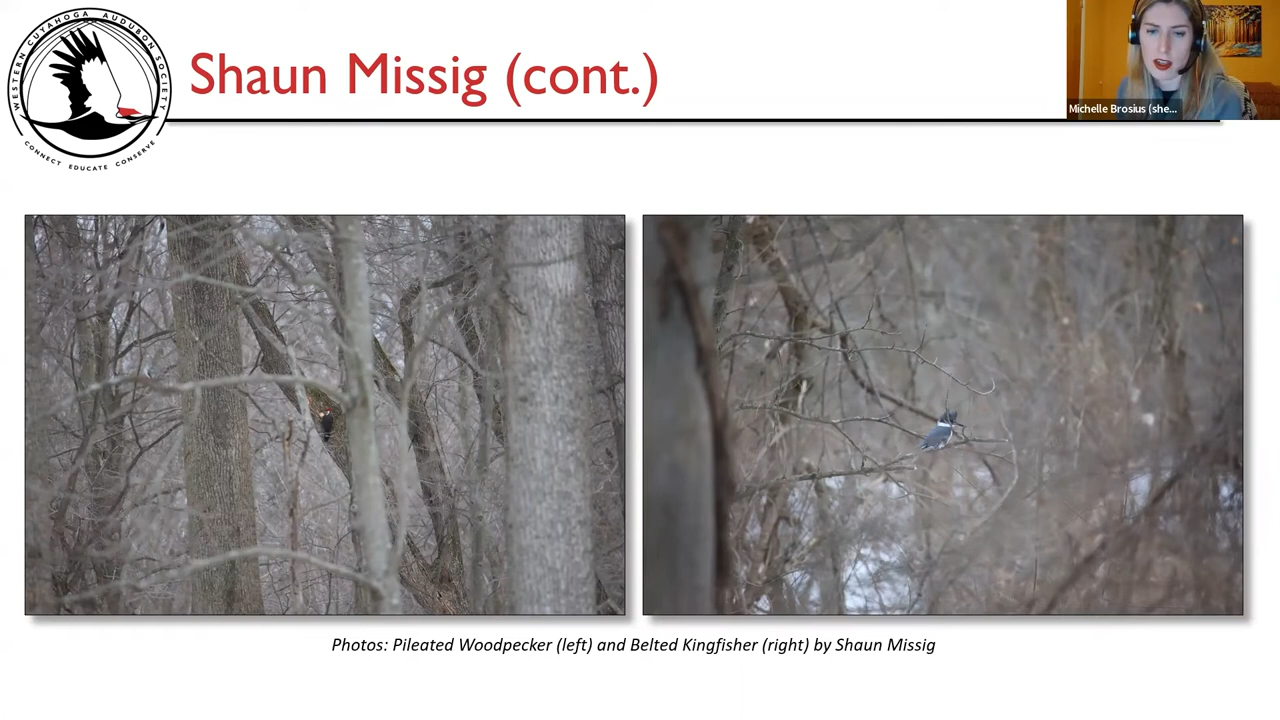 WESTERN CUYAHOGA AUDUBON SOCIETY
CONNECT EDUCATE CONSERVE
Shaun Missig (cont.)
Michelle Brosius (she...
Photos: Pileated Woodpecker (left) and Belted Kingfisher (right) by Shaun Missig